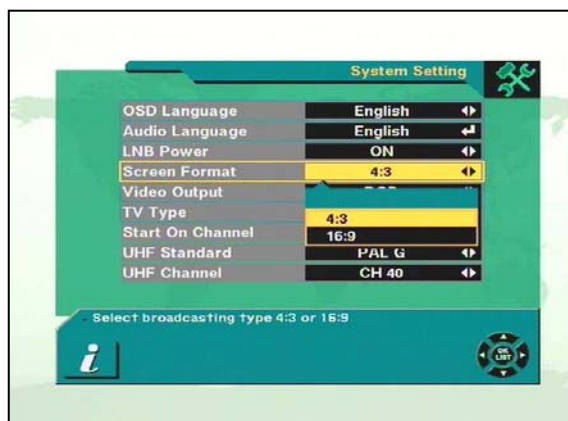 System Setting
OSD Language English
Audio Language English
LNB Power ON
Screen Format 4:3
Video Output
TV Type
4:3
Start On Channel
16:9
UHF Standard PAL G
UHF Channel CH 40
- Select broadcasting type 4:3 or 16:9
i
OK
LIST